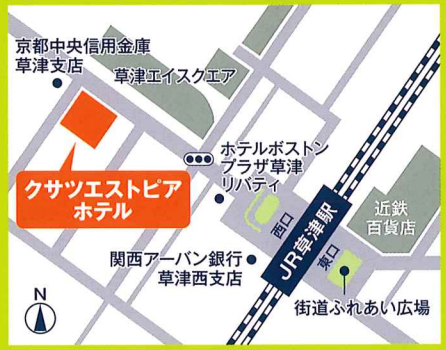 京都中央信用金庫
草津支店
草津エイスクエア
クサツエストピア
ホテル
ホテルボストン
プラザ草津
リバティ
西口
JR草津駅
東口
近鉄
百貨店
関西アーバン銀行
草津西支店
街道ふれあい広場
N